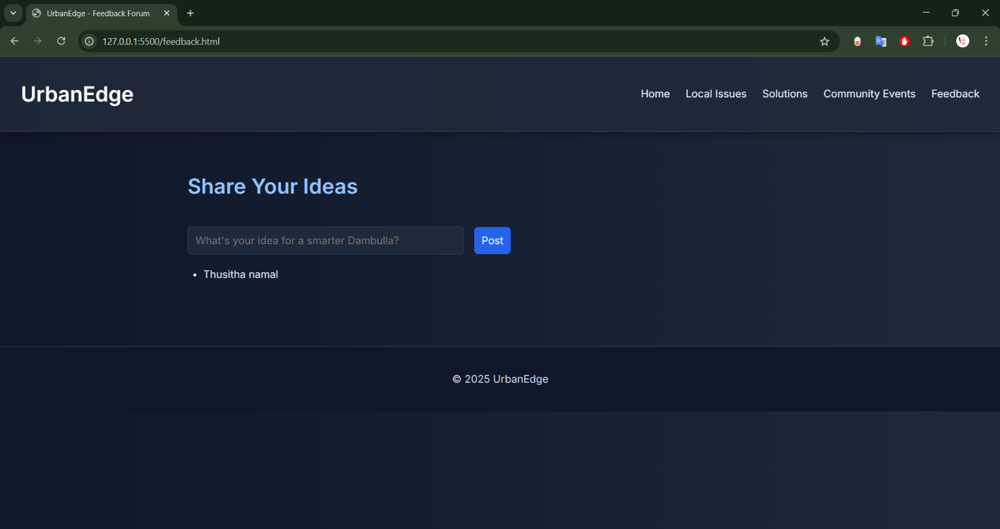 UrbanEdge - Feedback Forum
127.0.0.1:5500/feedback.html
UrbanEdge
Home Local Issues Solutions Community Events Feedback
Share Your Ideas
What's your idea for a smarter Dambulla?
Post
• Thusitha namal
© 2025 UrbanEdge